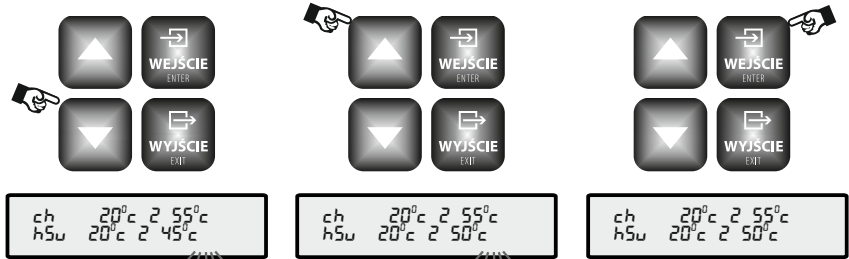 WEJŚCIE
ENTER
WYJŚCIE
EXIT
ch 20°c 2 55°c
hSu 20°c 2 45°c
WEJŚCIE
ENTER
WYJŚCIE
EXIT
ch 20°c 2 55°c
hSu 20°c 2 50°c
WEJŚCIE
ENTER
WYJŚCIE
EXIT
ch 20°c 2 55°c
hSu 20°c 2 50°c